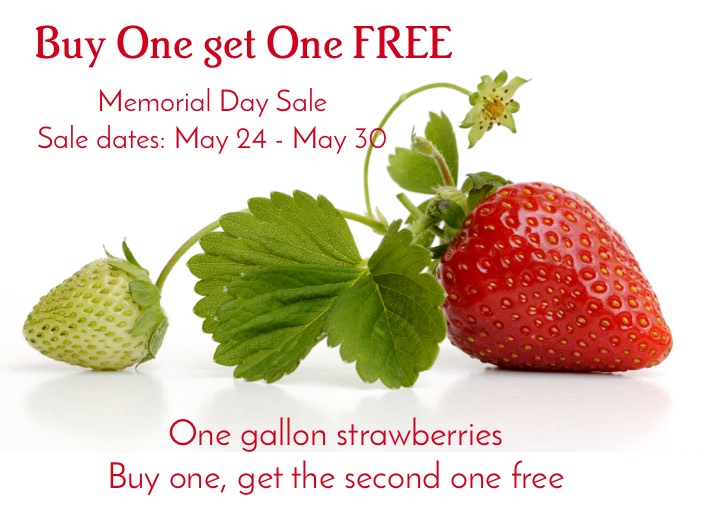 Buy One get One FREE
Memorial Day Sale
Sale dates: May 24 - May 30
One gallon strawberries
Buy one, get the second one free